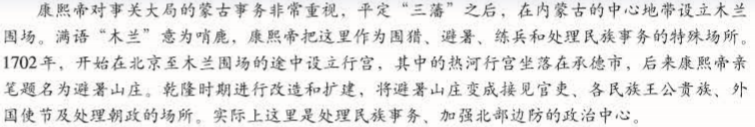 康熙帝对事关大局的蒙古事务非常重视，平定“三藩”之后，在内蒙古的中心地带设立木兰
围场。满语“木兰”意为哨鹿，康熙帝把这里作为围猎、避暑、练兵和处理民族事务的特殊场所。
1702年，开始在北京至木兰围场的途中设立行宫，其中的热河行宫坐落在承德市，后来康熙帝亲
笔题名为避暑山庄。乾隆时期进行改造和扩建，将避暑山庄变成接见官吏、各民族王公贵族、外
国使节及处理朝政的场所。实际上这里是处理民族事务、加强北部边防的政治中心。